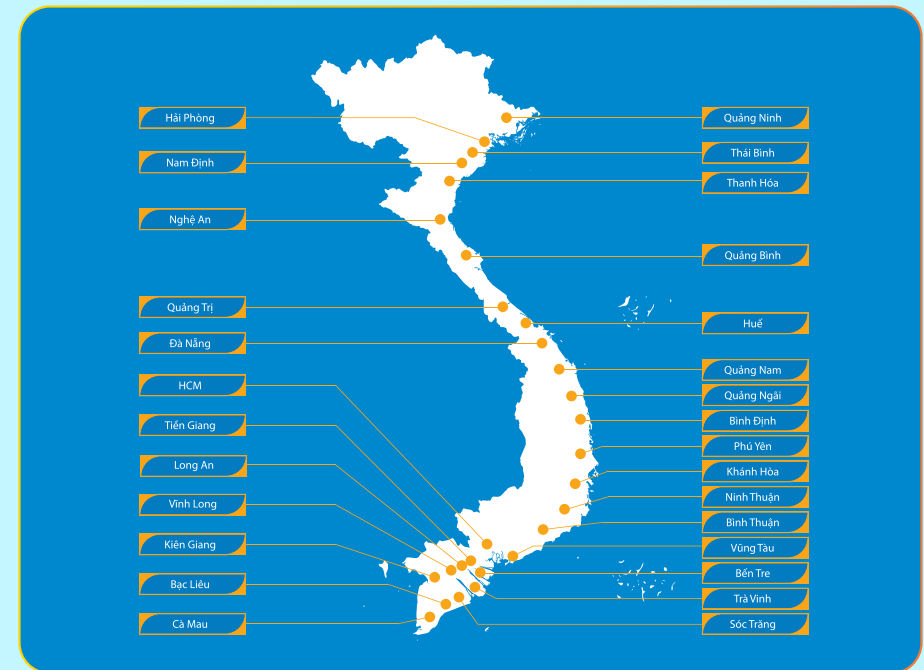 Hải Phòng
Nam Định
Nghệ An
Quảng Trị
Đà Nẵng
HCM
Tiền Giang
Long An
Vĩnh Long
Kiên Giang
Bạc Liêu
Cà Mau
Quảng Ninh
Thái Bình
Thanh Hóa
Quảng Bình
Huế
Quảng Nam
Quảng Ngãi
Bình Định
Phú Yên
Khánh Hòa
Ninh Thuận
Bình Thuận
Vũng Tàu
Bến Tre
Trà Vinh
Sóc Trăng